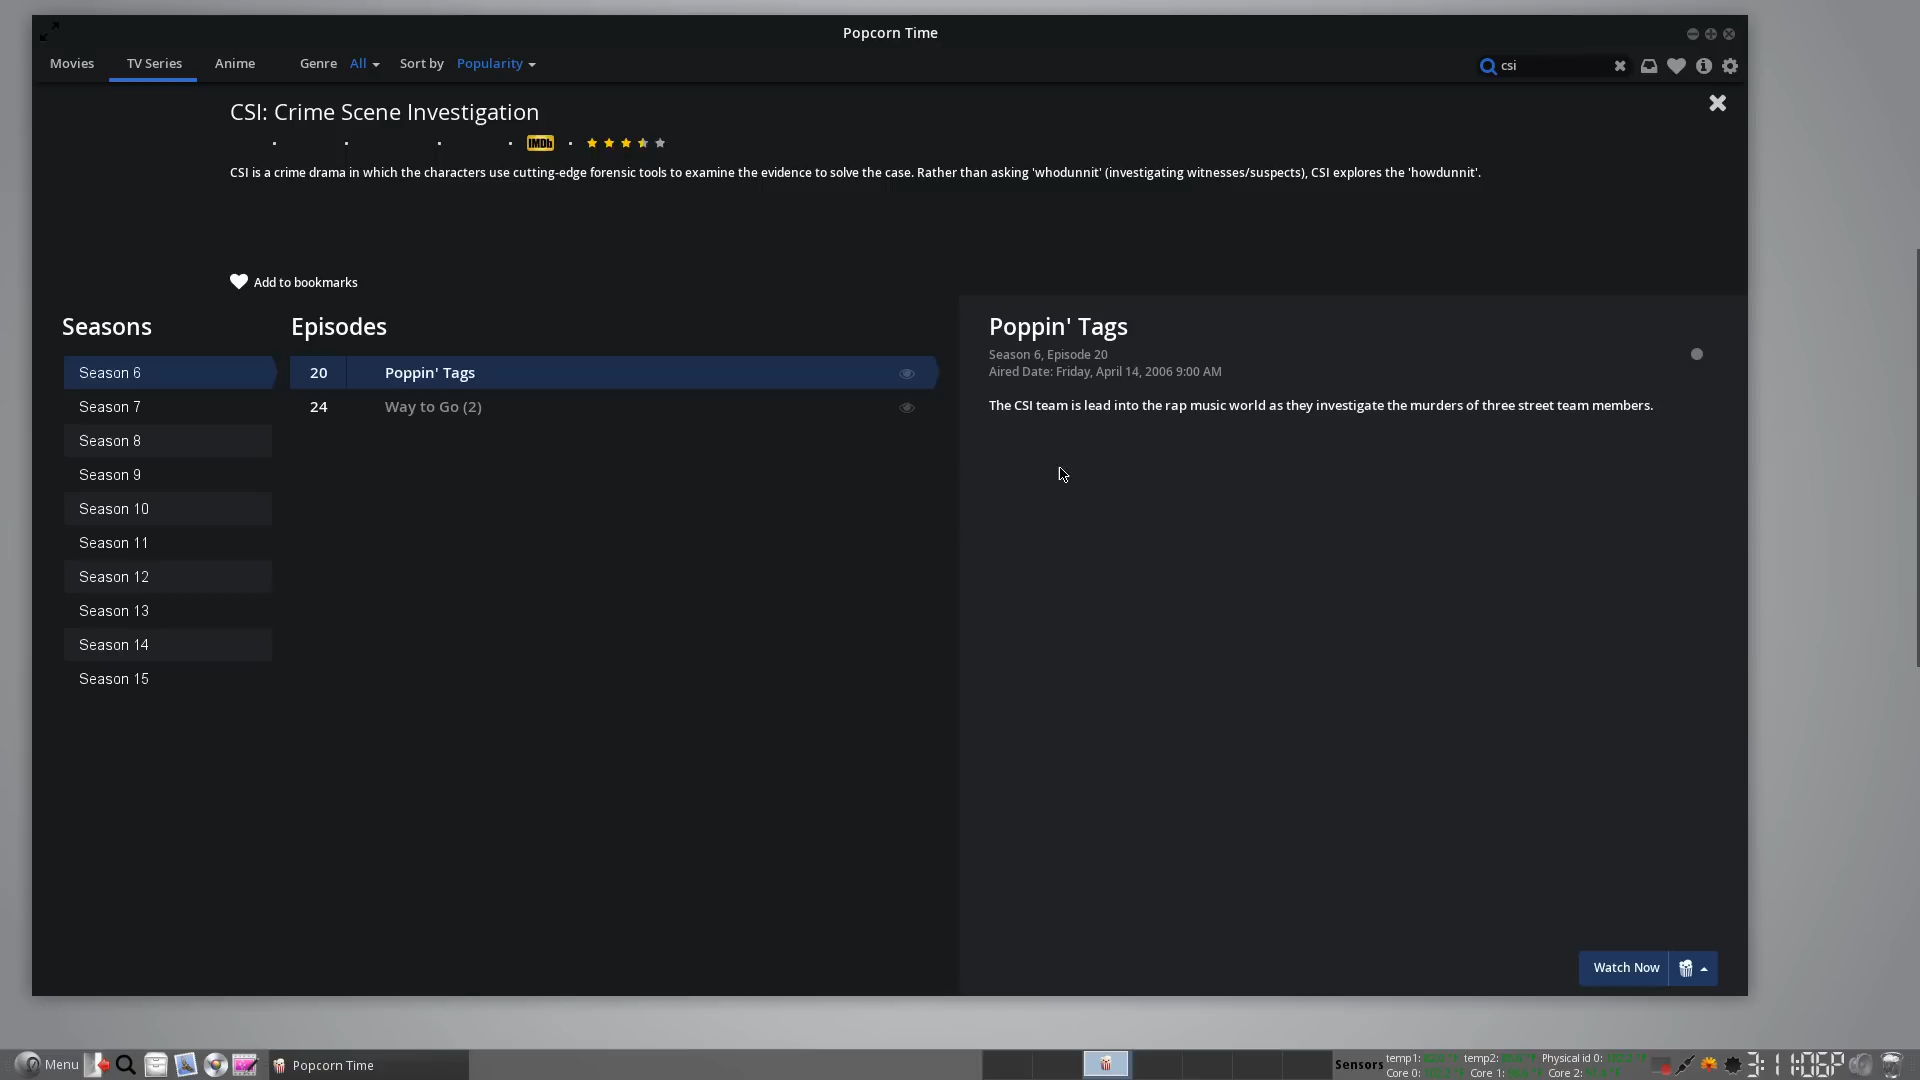 Popcorn Time
Movies TV Series Anime Genre All Sort by Popularity csi
CSI: Crime Scene Investigation
IMDb
CSI is a crime drama in which the characters use cutting-edge forensic tools to examine the evidence to solve the case. Rather than asking 'whodunnit' (investigating witnesses/suspects), CSI explores the 'howdunnit'.
Add to bookmarks
Seasons
Season 6
Season 7
Season 8
Season 9
Season 10
Season 11
Season 12
Season 13
Season 14
Season 15
Episodes
20 Poppin' Tags
24 Way to Go (2)
Poppin' Tags
Season 6, Episode 20
Aired Date: Friday, April 14, 2006 9:00 AM
The CSI team is lead into the rap music world as they investigate the murders of three street team members.
Watch Now
Menu Popcorn Time Sensors
temp1: temp2: Physical id 0:
Core 0: Core 1: Core 2:
3:11:06P